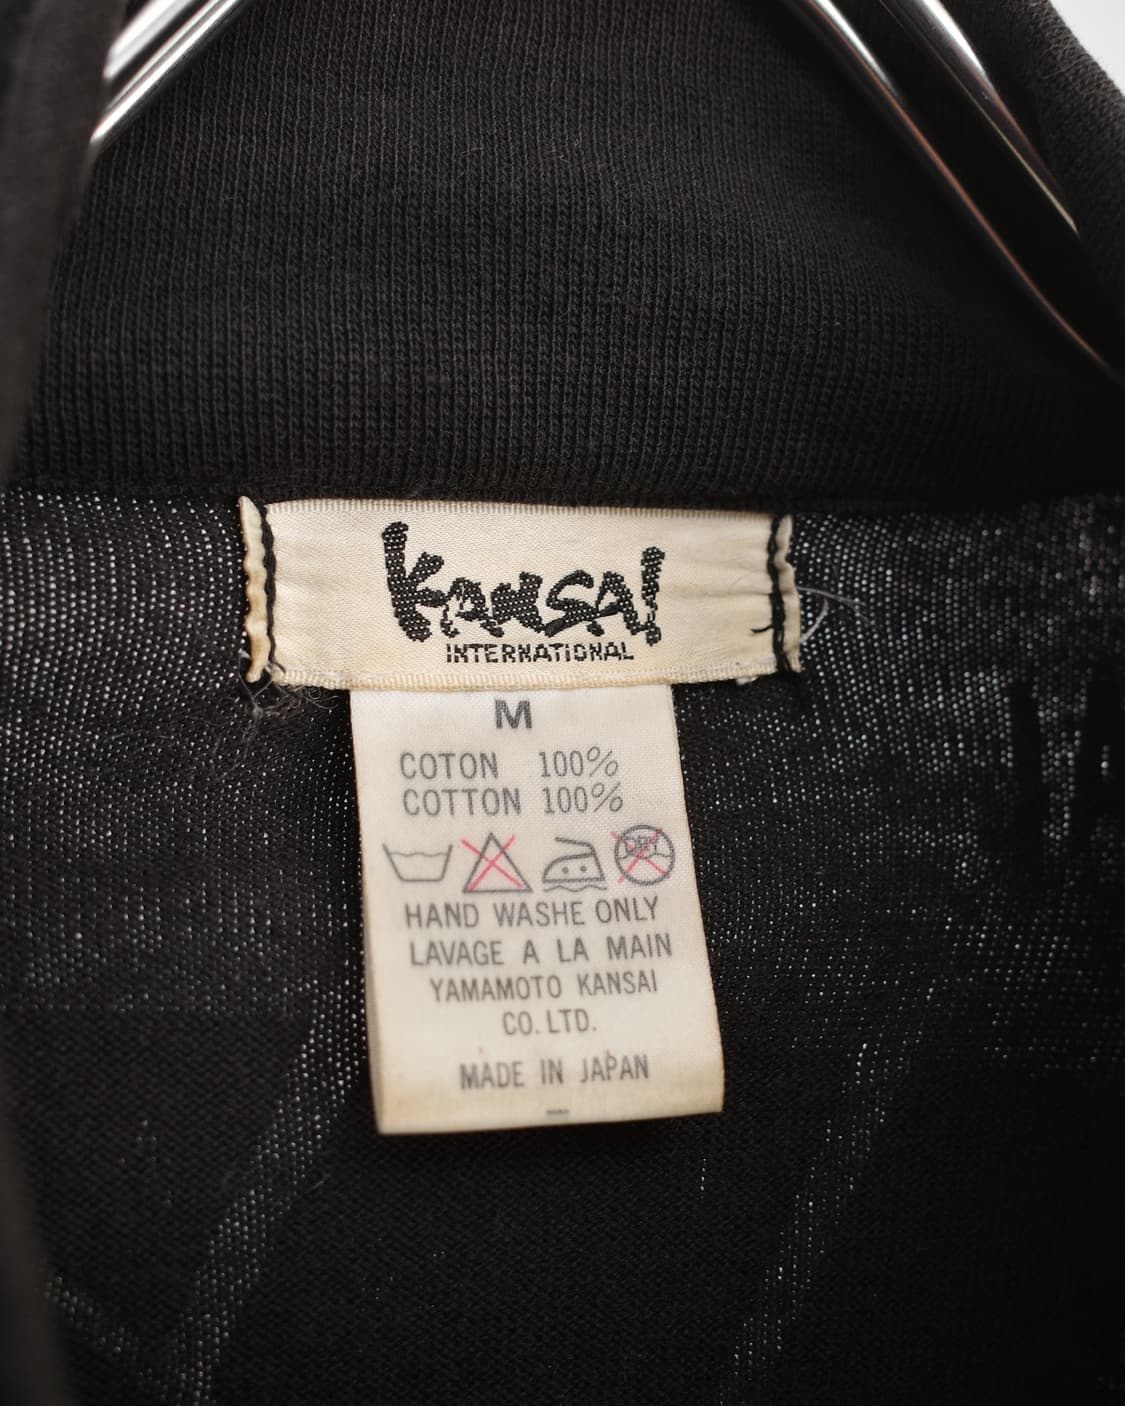 KANSAI
INTERNATIONAL
M
COTON 100%
COTTON 100%
HAND WASHE ONLY
LAVAGE A LA MAIN
YAMAMOTO KANSAI
CO. LTD.
MADE IN JAPAN